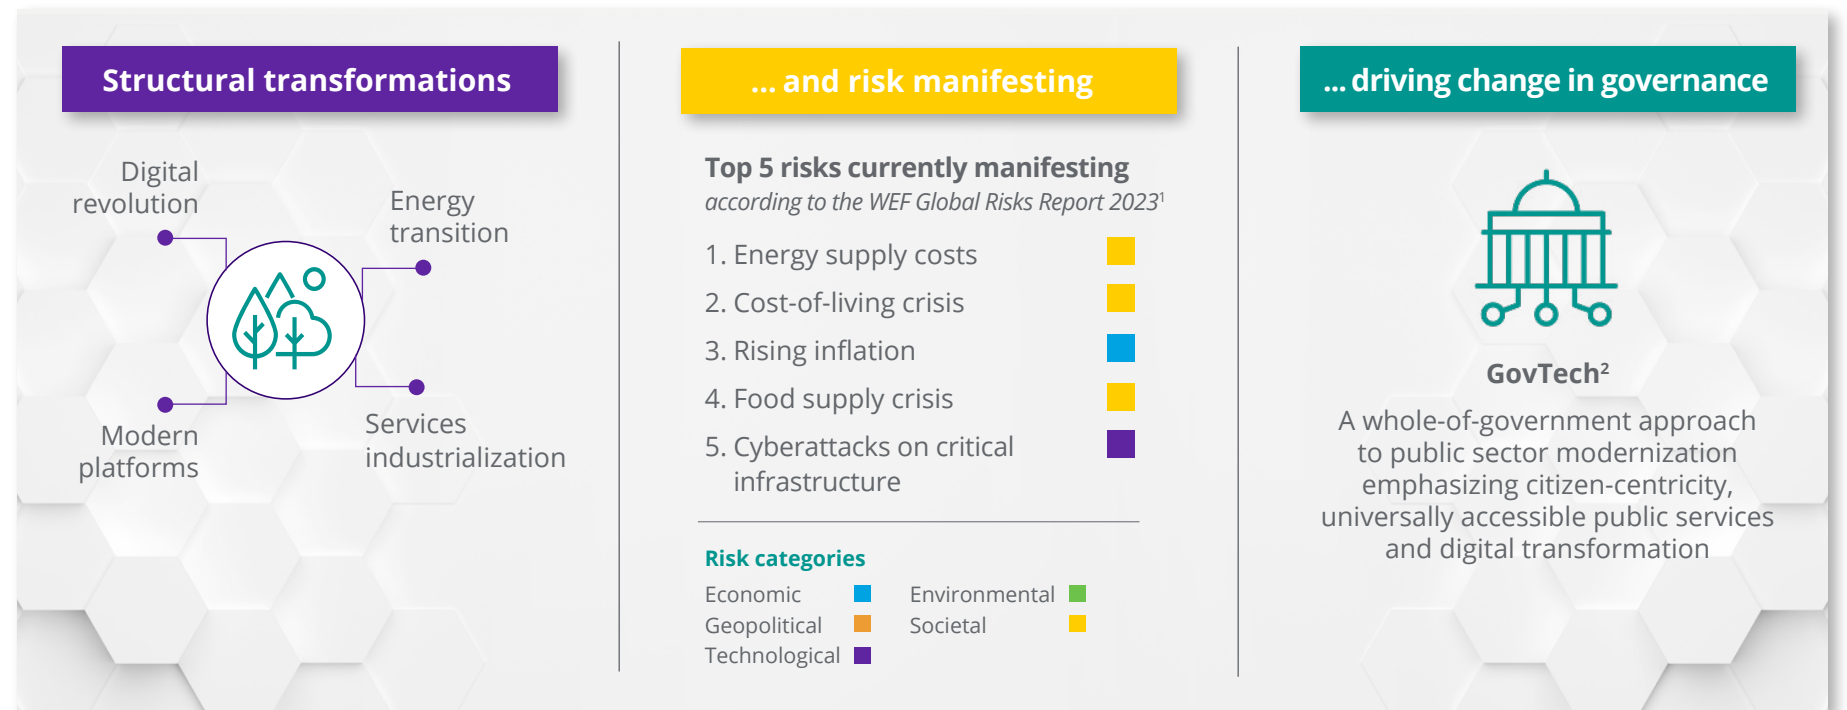 Structural transformations
Digital
revolution
Energy
transition
Modern
platforms
Services
industrialization
... and risk manifesting
Top 5 risks currently manifesting
according to the WEF Global Risks Report 2023¹
1. Energy supply costs
2. Cost-of-living crisis
3. Rising inflation
4. Food supply crisis
5. Cyberattacks on critical
infrastructure
Risk categories
Economic
Environmental
Geopolitical
Societal
Technological
... driving change in governance
GovTech²
A whole-of-government approach
to public sector modernization
emphasizing citizen-centricity,
universally accessible public services
and digital transformation